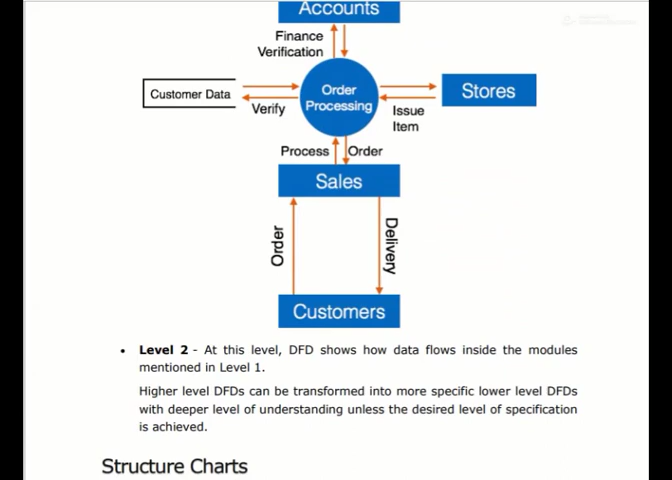 Accounts
Finance
Verification
Customer Data
Verify
Order
Processing
Issue
Item
Stores
Process
Order
Sales
Order
Delivery
Customers
• Level 2 - At this level, DFD shows how data flows inside the modules
mentioned in Level 1.
Higher level DFDs can be transformed into more specific lower level DFDs
with deeper level of understanding unless the desired level of specification
is achieved.
Structure Charts